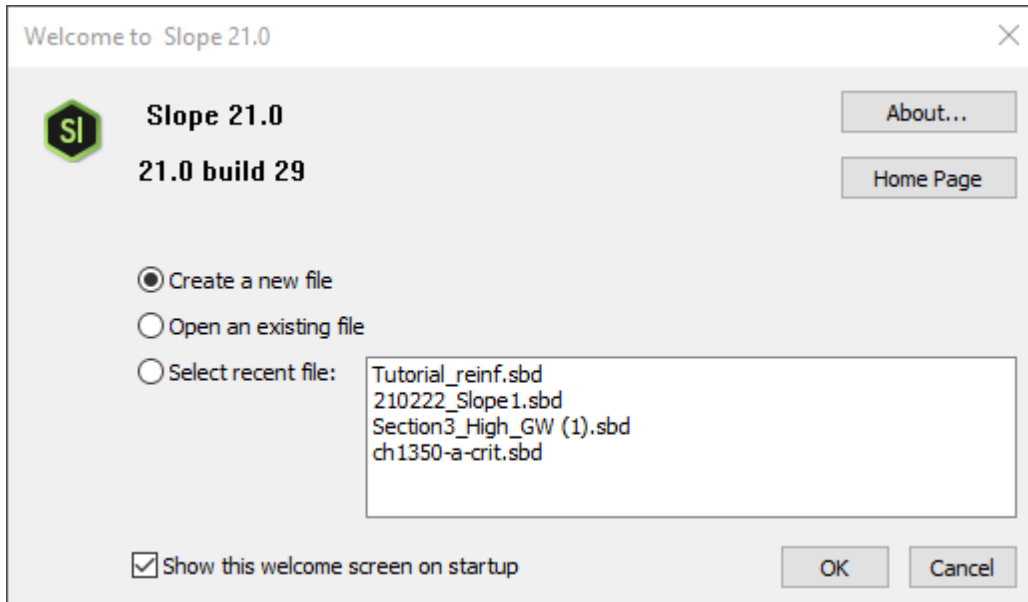 Welcome to Slope 21.0
Sl
Slope 21.0
About...
21.0 build 29
Home Page
Create a new file
Open an existing file
Select recent file:
Tutorial_reinf.sbd
210222_Slope1.sbd
Section3_High_GW (1).sbd
ch1350-a-crit.sbd
Show this welcome screen on startup
OK
Cancel